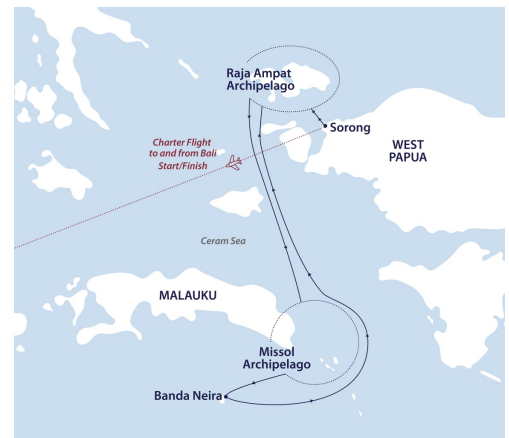 Raja Ampat
Archipelago
Sorong
WEST
PAPUA
Charter Flight
to and from Bali
Start/Finish
Ceram Sea
MALAUKU
Missol
Archipelago
Banda Neira